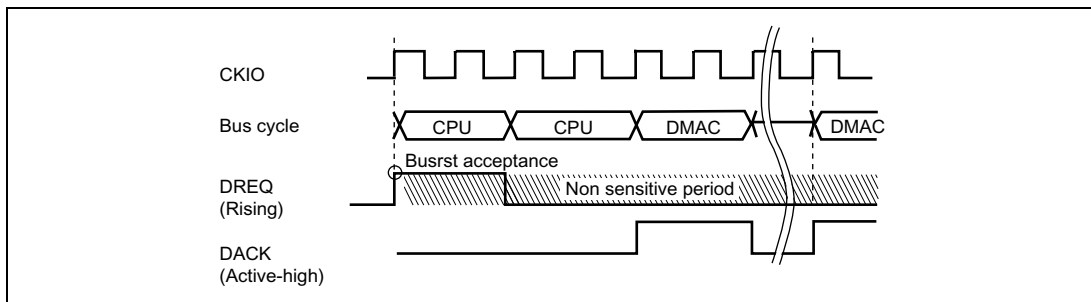 CKIO
Bus cycle
CPU
CPU
DMAC
DMAC
Busrst acceptance
DREQ
(Rising)
Non sensitive period
DACK
(Active-high)